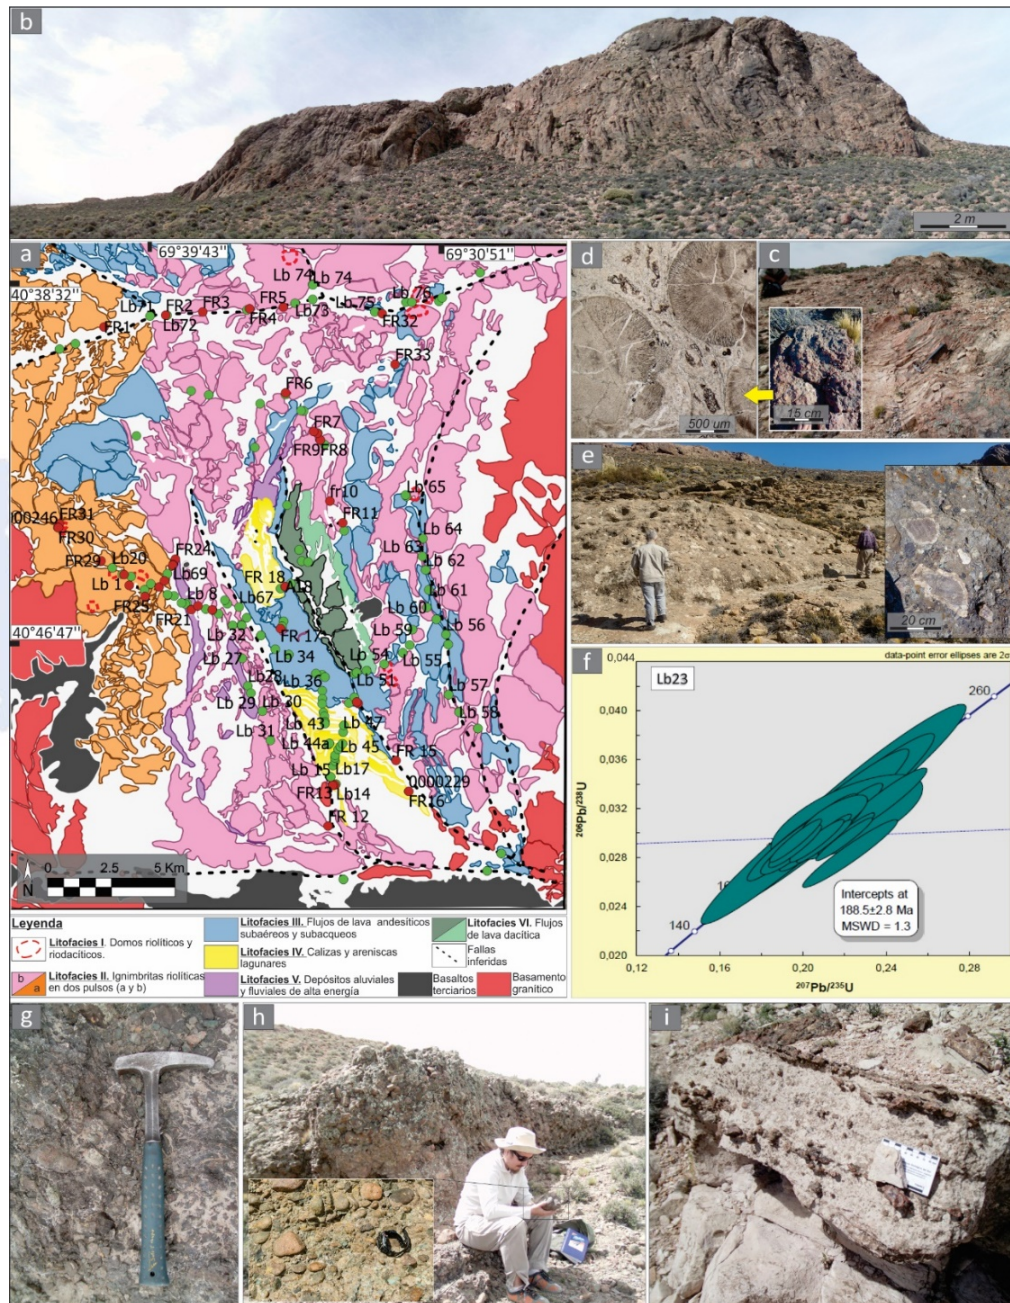 b
2 m
a
69°39'43''
69°30'51''
40°38'32''
Lb 74
Lb 74
Lb71
FR2
FR3
FR5
Lb 75
Lb 76
FR1
Lb72
FR4
Lb73
FR32
FR33
FR6
FR7
FR9
FR8
fr10
FR11
Lb 65
Lb 64
Lb 63
Lb 62
Lb 61
000246
FR31
FR30
FR29
Lb20
FR24
Lb69
Lb 1
FR25
Lb 8
FR21
FR 18
A18
Lb67
Lb 60
Lb 59
Lb 56
40°46'47''
Lb 32
FR 17
Lb 27
Lb 34
Lb 54
Lb 55
Lb28
Lb 36
Lb 51
Lb 57
Lb 29
Lb 30
Lb 58
Lb 31
Lb 43
Lb 47
Lb 44a
Lb 45
FR 15
Lb 15
Lb17
0000229
FR13
Lb14
FR16
FR 12
0 2.5 5 Km
N
Leyenda
Litofacies I. Domos riolíticos y
riodacíticos.
b
a
Litofacies II. Ignimbritas riolíticas
en dos pulsos (a y b)
Litofacies III. Flujos de lava andesíticos
subaéreos y subacqueos
Litofacies IV. Calizas y areniscas
lagunares
Litofacies V. Depósitos aluviales
y fluviales de alta energía
Litofacies VI. Flujos
de lava dacítica
Fallas
inferidas
Basaltos
terciarios
Basamento
granítico
d
500 um
c
15 cm
e
20 cm
f
data-point error ellipses are 2σ
Lb23
0,044
0,040
0,036
0,032
0,028
0,024
0,020
206Pb/238U
260
140
Intercepts at
188.5±2.8 Ma
MSWD = 1.3
0,12 0,16 0,20 0,24 0,28
207Pb/235U
g
h
i